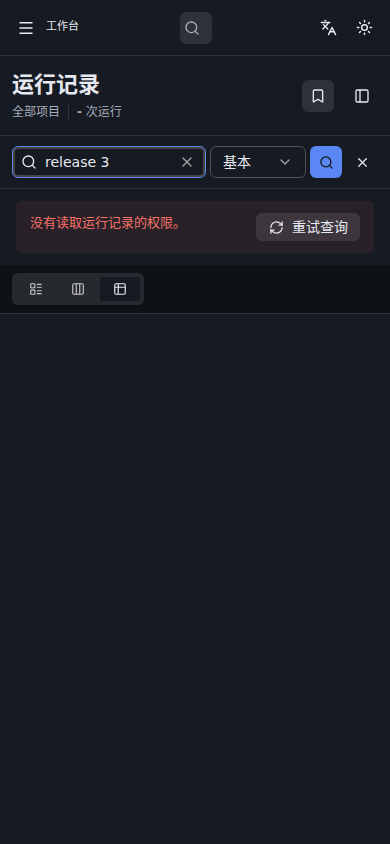 工作台
运行记录
全部项目 - 次运行
release 3 基本
没有读取运行记录的权限。 重试查询